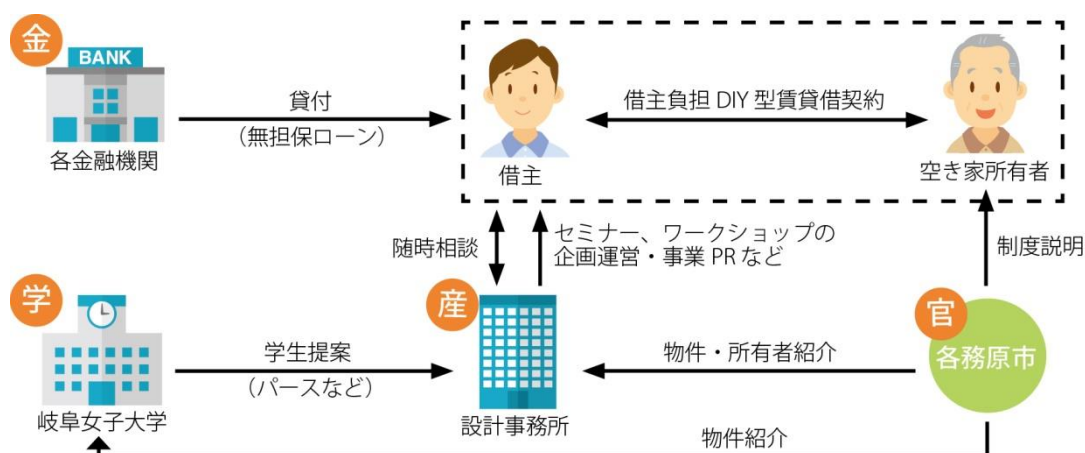 金
BANK
各金融機関
貸付
（無担保ローン）
借主
借主負担 DIY 型賃貸借契約
空き家所有者
随時相談
セミナー、ワークショップの
企画運営・事業 PR など
制度説明
学
岐阜女子大学
学生提案
（パースなど）
産
設計事務所
物件・所有者紹介
官
各務原市
物件紹介